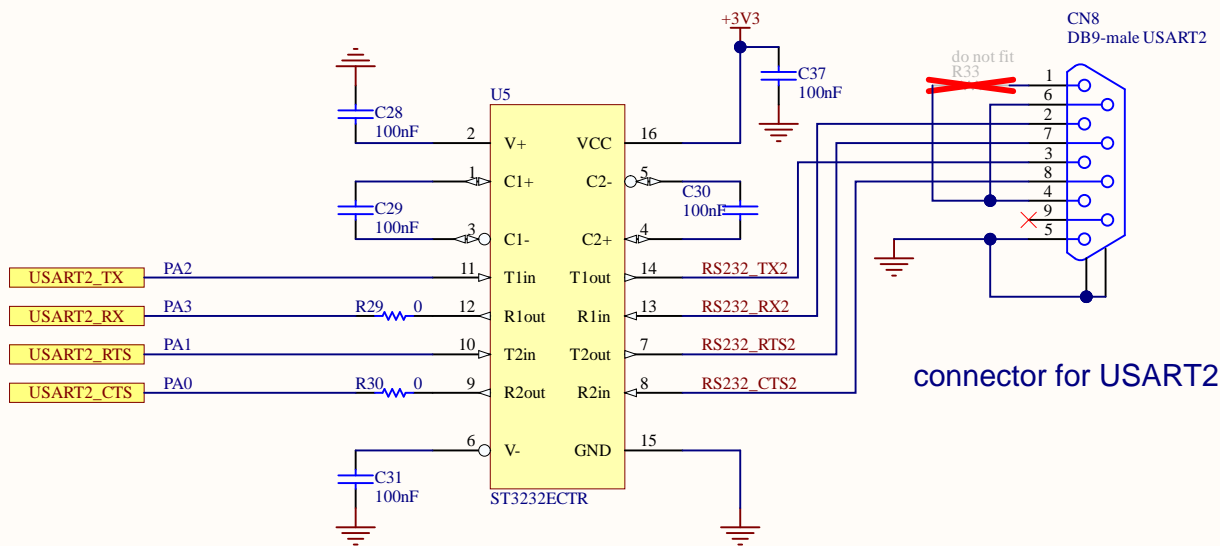 +3V3
CN8
DB9-male USART2
do not fit
R33
C37
100nF
U5
C28
100nF
2 V+ VCC 16
1 C1+ C2- 5
C29
100nF
C30
100nF
3 C1- C2+ 4
USART2_TX PA2 11 T1in T1out 14 RS232_TX2
USART2_RX PA3 R29 0 12 R1out R1in 13 RS232_RX2
USART2_RTS PA1 10 T2in T2out 7 RS232_RTS2
USART2_CTS PA0 R30 0 9 R2out R2in 8 RS232_CTS2
6 V- GND 15
C31
100nF
ST3232ECTR
1
6
2
7
3
8
4
9
5
connector for USART2